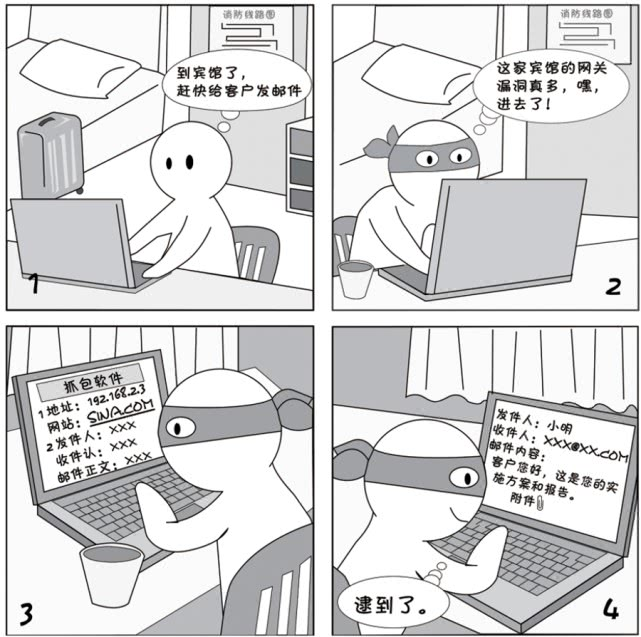 消防线路图
到宾馆了，
赶快给客户发邮件
1
消防线路图
这家宾馆的网关
漏洞真多，嘿，
进去了！
2
抓包软件
1 地址：192.168.2.3
网站：SINA.COM
2 发件人：XXX
收件认：XXX
邮件正文：XXX
3
发件人：小明
收件人：XXX@XX.COM
邮件内容：
客户您好，这是您的实
施方案和报告。
附件
逮到了。
4